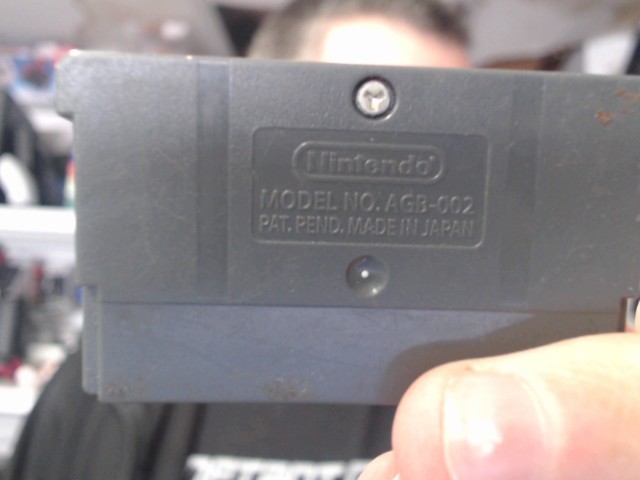 Nintendo®
MODEL NO. AGB-002
PAT. PEND. MADE IN JAPAN